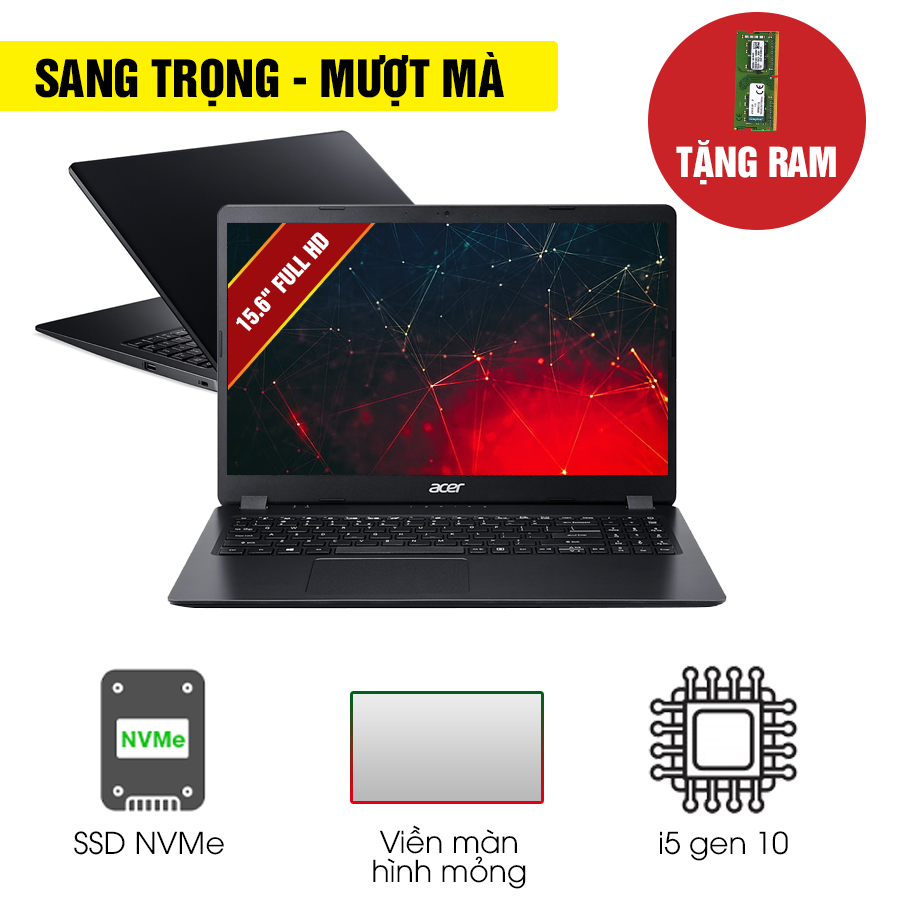 SANG TRỌNG - MƯỢT MÀ
TẶNG RAM
15.6" FULL HD
acer
NVMe
SSD NVMe
Viền màn
hình mỏng
i5 gen 10